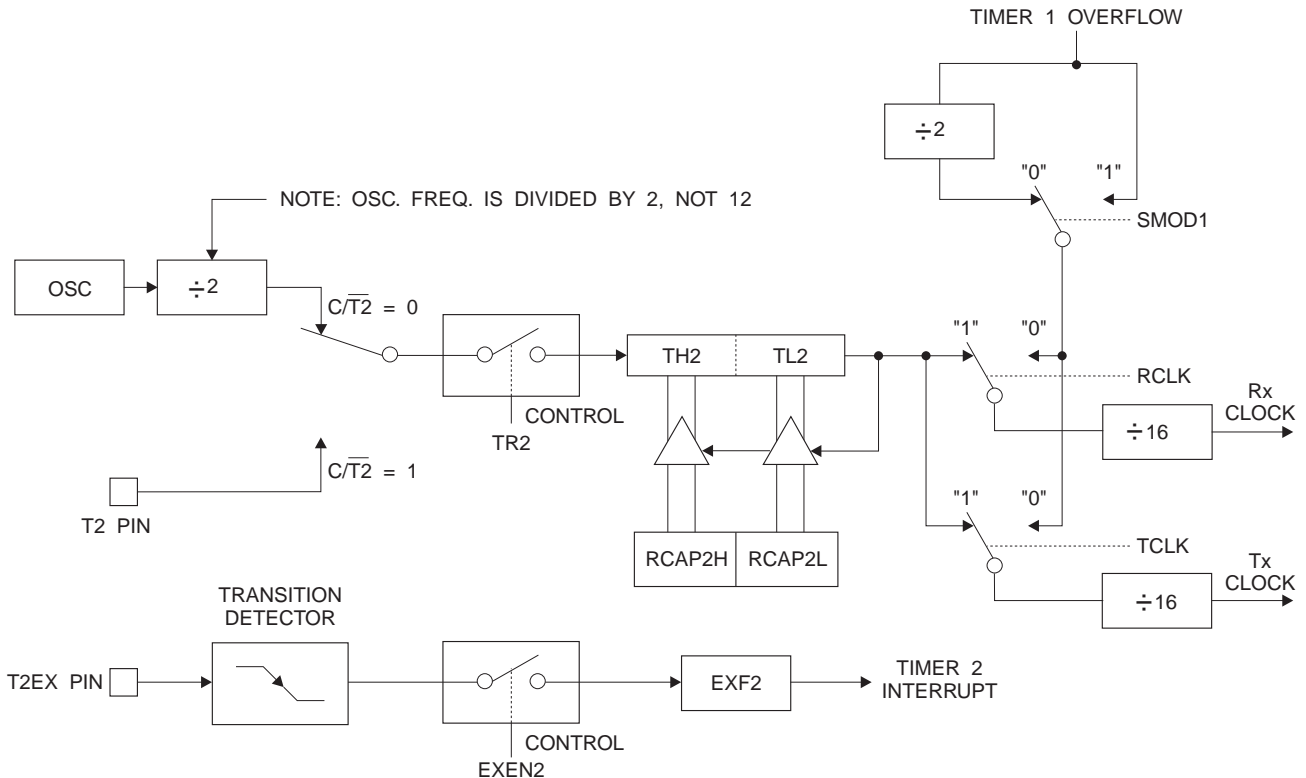 TIMER 1 OVERFLOW
÷2
"0" "1"
SMOD1
NOTE: OSC. FREQ. IS DIVIDED BY 2, NOT 12
OSC
÷2
C/T2̅ = 0
TH2
TL2
"1" "0"
RCLK
Rx
CLOCK
÷16
CONTROL
TR2
C/T2̅ = 1
T2 PIN
"1" "0"
TCLK
RCAP2H
RCAP2L
Tx
CLOCK
÷16
TRANSITION
DETECTOR
T2EX PIN
EXF2
TIMER 2
INTERRUPT
CONTROL
EXEN2